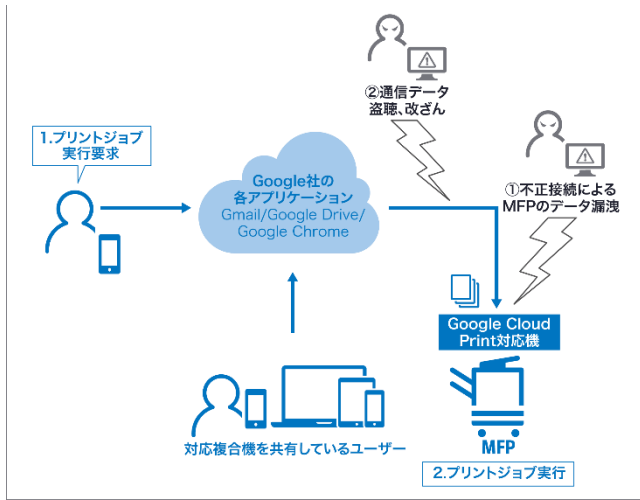 ②通信データ
盗聴、改ざん
1.プリントジョブ
実行要求
Google社の
各アプリケーション
Gmail/Google Drive/
Google Chrome
①不正接続による
MFPのデータ漏洩
Google Cloud
Print対応機
MFP
対応複合機を共有しているユーザー
2.プリントジョブ実行